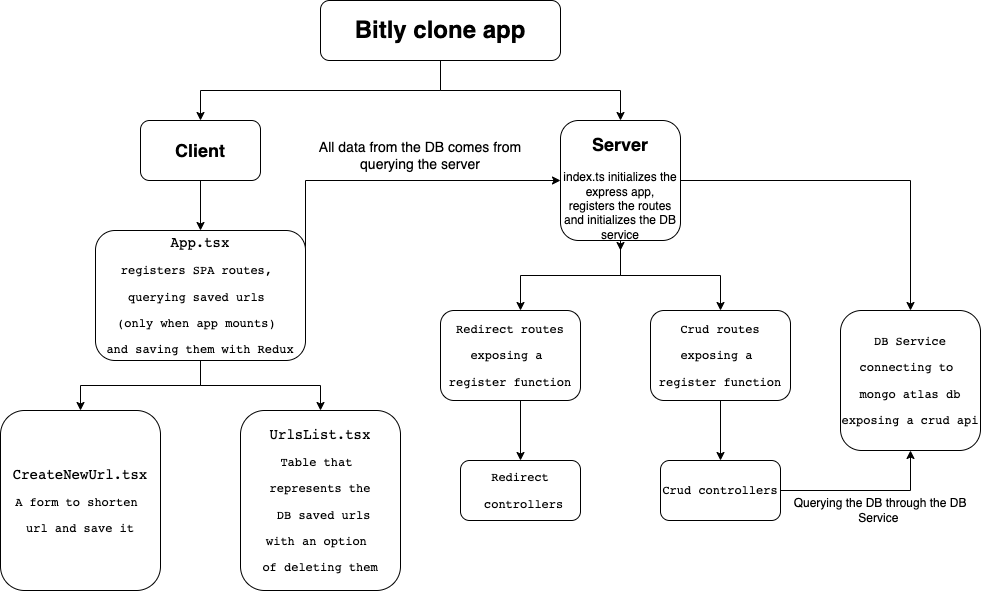 Bitly clone app
Client
All data from the DB comes from
querying the server
Server
index.ts initializes the
express app,
registers the routes
and initializes the DB
service
App.tsx
registers SPA routes,
querying saved urls
(only when app mounts)
and saving them with Redux
Redirect routes
exposing a
register function
Crud routes
exposing a
register function
DB Service
connecting to
mongo atlas db
exposing a crud api
CreateNewUrl.tsx
A form to shorten
url and save it
UrlsList.tsx
Table that
represents the
DB saved urls
with an option
of deleting them
Redirect
controllers
Crud controllers
Querying the DB through the DB
Service